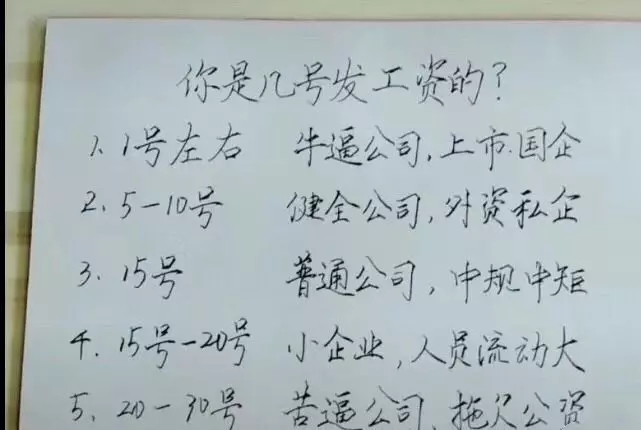 你是几号发工资的?
1、1号左右 牛逼公司,上市.国企
2、5-10号 健全公司,外资私企
3、15号 普通公司,中规中矩
4、15号-20号 小企业,人员流动大
5、20-30号 苦逼公司,拖欠公资